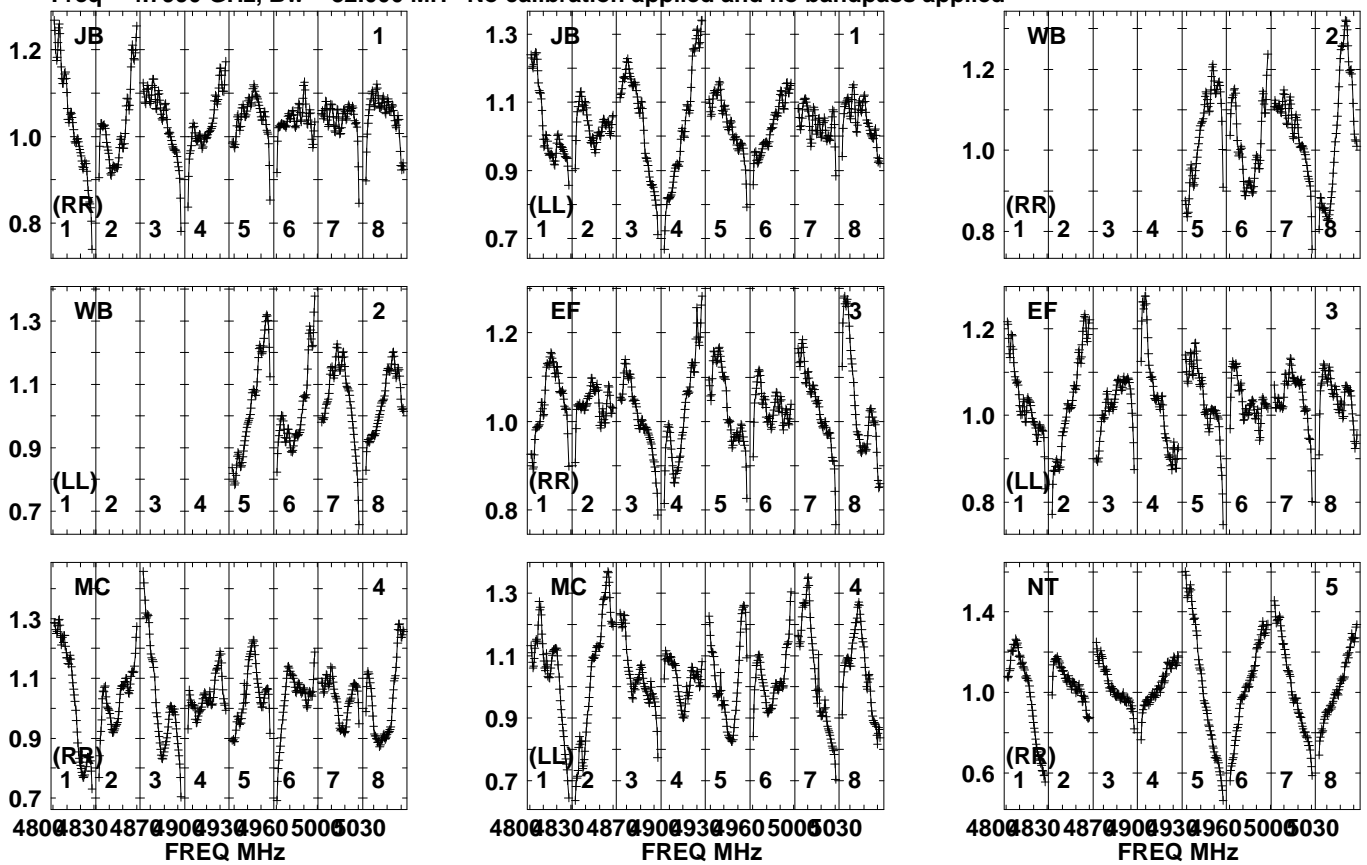 Freq = GHz, Bw = 32.000 MH No calibration applied and no bandpass applied
JB 1
1.2
1.0
0.8
(RR)
1 2 3 4 5 6 7 8
JB 1
1.3
1.1
0.9
0.7
(LL)
1 2 3 4 5 6 7 8
WB 2
1.2
1.0
0.8
(RR)
1 2 3 4 5 6 7 8
WB 2
1.3
1.1
0.9
0.7
(LL)
1 2 3 4 5 6 7 8
EF 3
1.2
1.0
0.8
(RR)
1 2 3 4 5 6 7 8
EF 3
1.2
1.0
0.8
(LL)
1 2 3 4 5 6 7 8
MC 4
1.3
1.1
0.9
0.7
(RR)
1 2 3 4 5 6 7 8
4800 4830 4870 4900 4930 4960 5000 5030
FREQ MHz
MC 4
1.3
1.1
0.9
0.7
(LL)
1 2 3 4 5 6 7 8
4800 4830 4870 4900 4930 4960 5000 5030
FREQ MHz
NT 5
1.4
1.0
0.6
(RR)
1 2 3 4 5 6 7 8
4800 4830 4870 4900 4930 4960 5000 5030
FREQ MHz